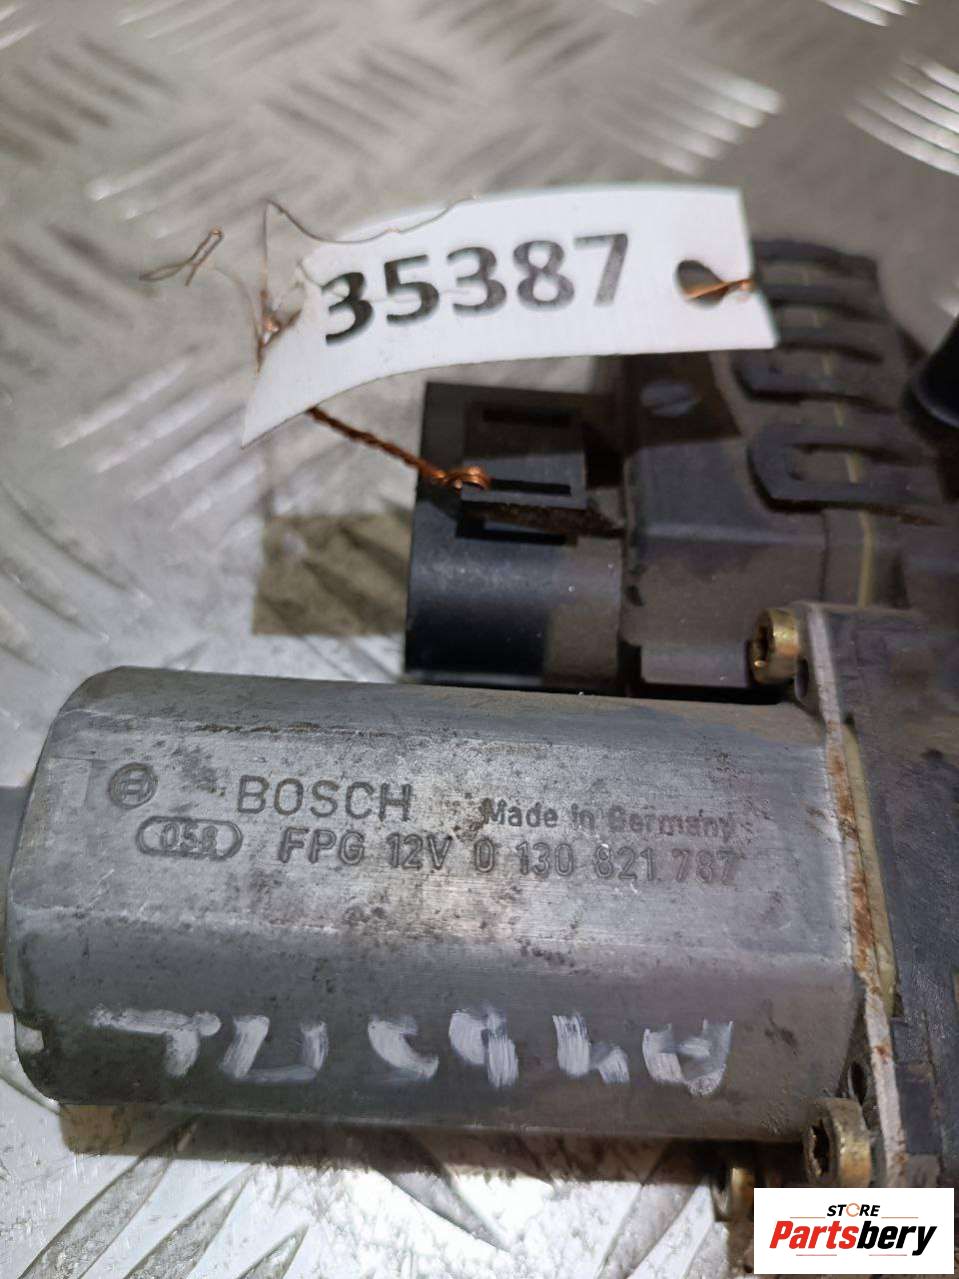 35387
BOSCH Made in Germany
058 FPG 12V 0 130 821 787
STORE
Partsbery